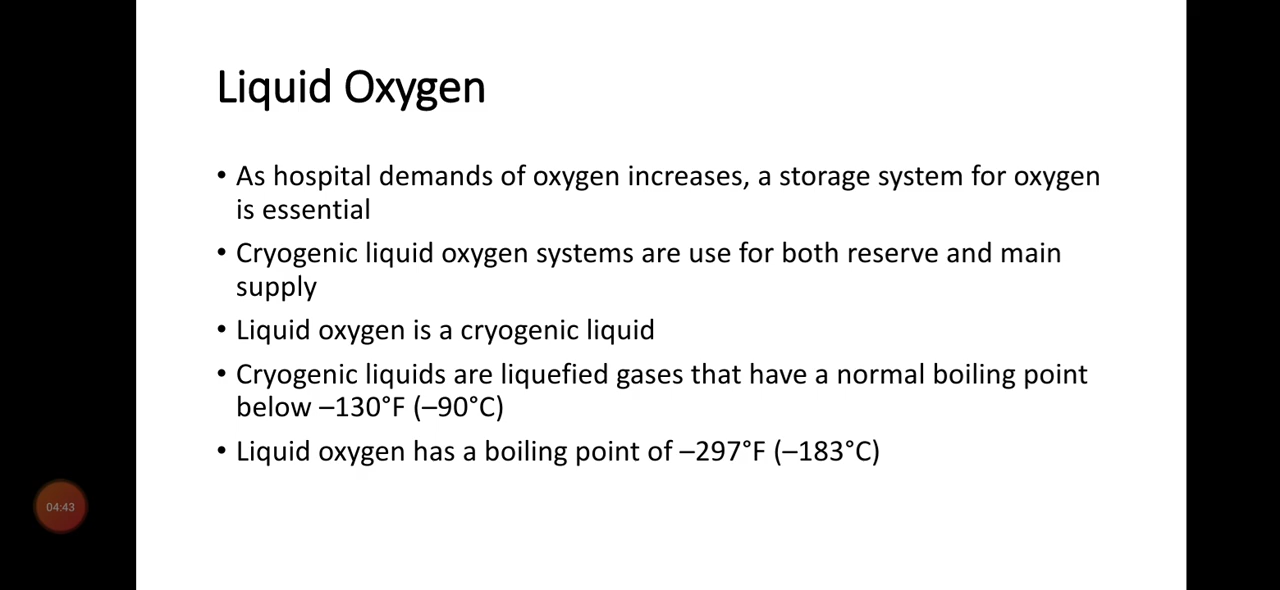 Liquid Oxygen
• As hospital demands of oxygen increases, a storage system for oxygen
is essential
• Cryogenic liquid oxygen systems are use for both reserve and main
supply
• Liquid oxygen is a cryogenic liquid
• Cryogenic liquids are liquefied gases that have a normal boiling point
below –130°F (–90°C)
• Liquid oxygen has a boiling point of –297°F (–183°C)
04:43